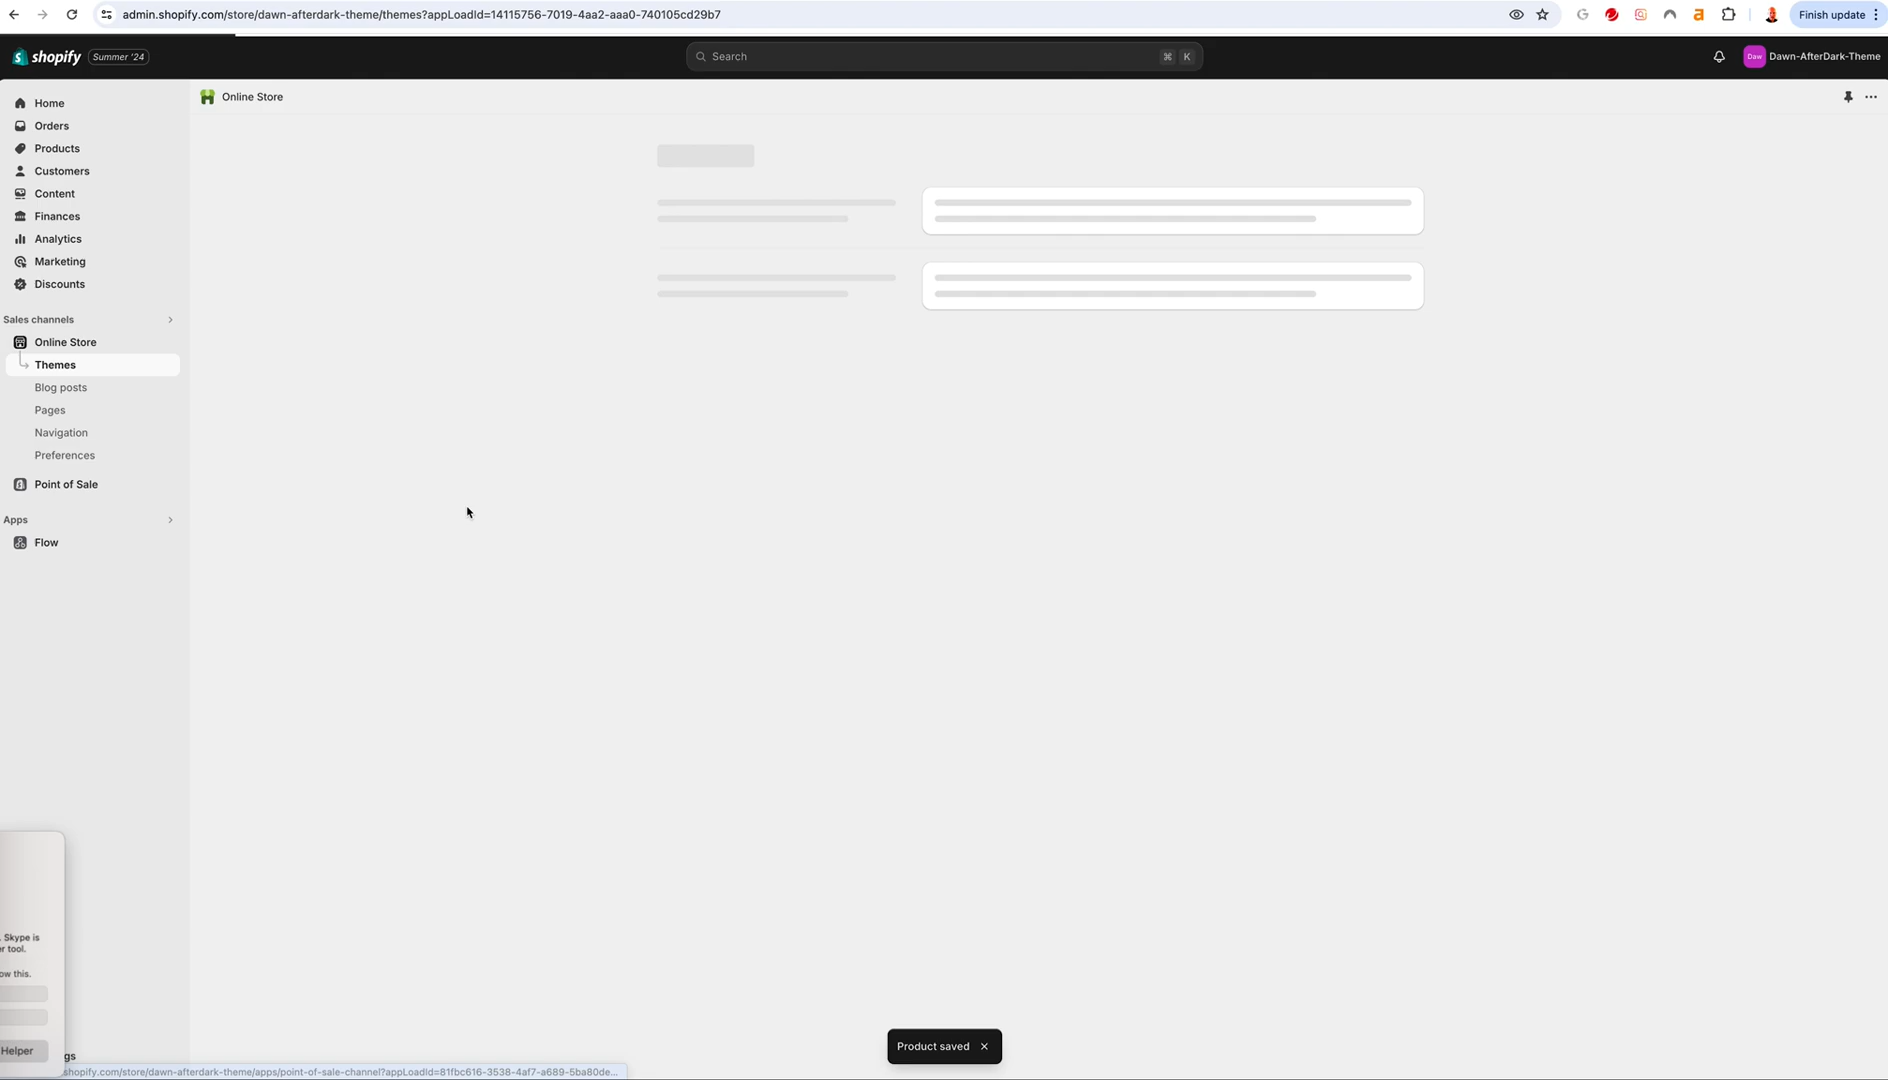 admin.shopify.com/store/dawn-afterdark-theme/themes?appLoadId=14115756-7019-4aa2-aaa0-740105cd29b7
Finish update
shopify
Summer '24
Search
⌘ K
Daw
Dawn-AfterDark-Theme
Home
Online Store
Orders
Products
Customers
Content
Finances
Analytics
Marketing
Discounts
Sales channels
Online Store
Themes
Blog posts
Pages
Navigation
Preferences
Point of Sale
Apps
Flow
. Skype is
er tool.
ow this.
Helper
gs
Product saved
shopify.com/store/dawn-afterdark-theme/apps/point-of-sale-channel?appLoadId=81fbc616-3538-4af7-a689-5ba80de...